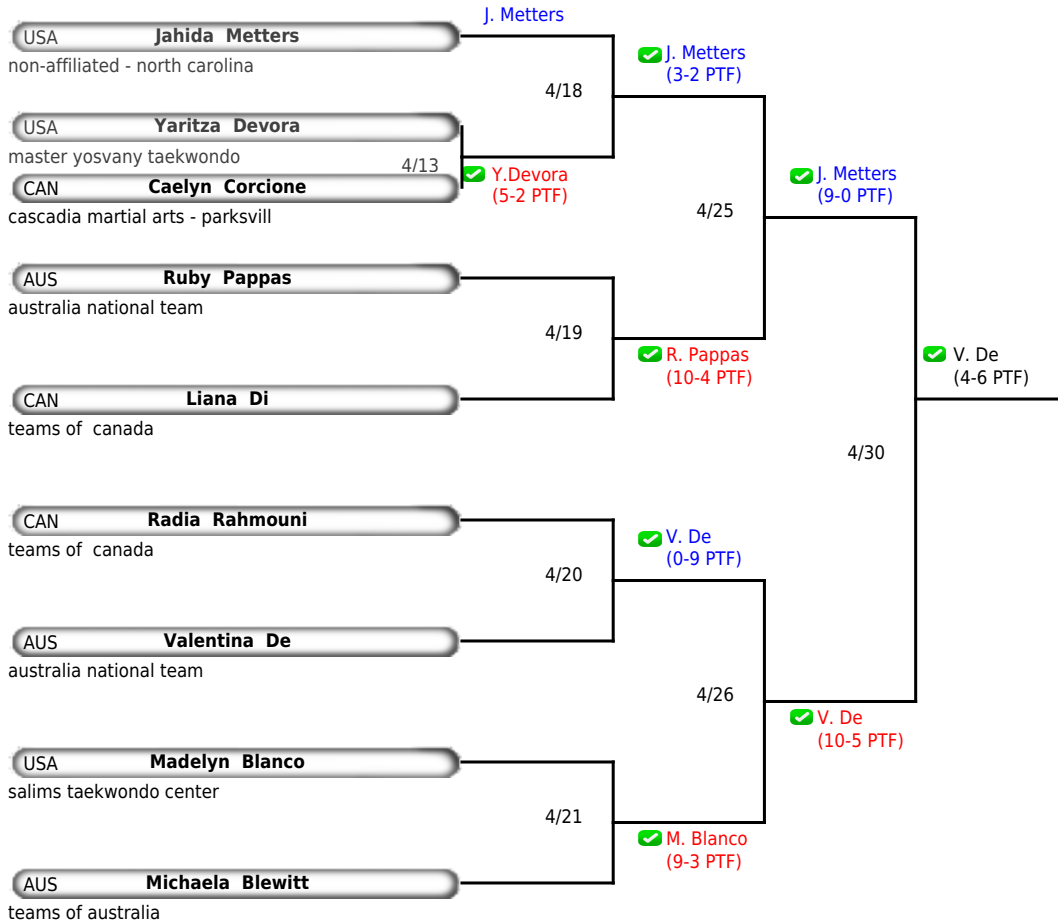 J. Metters
USA Jahida Metters
non-affiliated - north carolina
J. Metters
(3-2 PTF)
4/18
USA Yaritza Devora
master yosvany taekwondo
4/13
Y.Devora
(5-2 PTF)
CAN Caelyn Corcione
cascadia martial arts - parksvill
J. Metters
(9-0 PTF)
4/25
AUS Ruby Pappas
australia national team
4/19
R. Pappas
(10-4 PTF)
CAN Liana Di
teams of canada
V. De
(4-6 PTF)
4/30
CAN Radia Rahmouni
teams of canada
V. De
(0-9 PTF)
4/20
AUS Valentina De
australia national team
4/26
V. De
(10-5 PTF)
USA Madelyn Blanco
salims taekwondo center
4/21
M. Blanco
(9-3 PTF)
AUS Michaela Blewitt
teams of australia